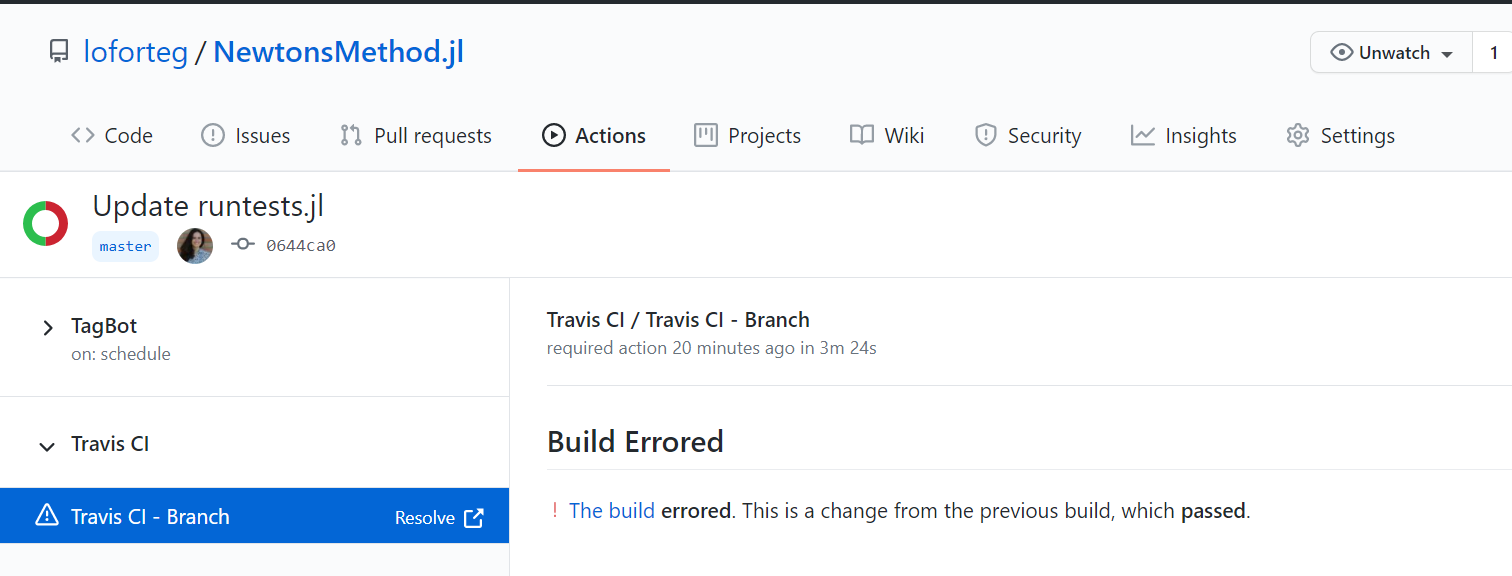 loforteg / NewtonsMethod.jl
Unwatch 1
Code Issues Pull requests Actions Projects Wiki Security Insights Settings
Update runtests.jl
master 0644ca0
TagBot
on: schedule
Travis CI
Travis CI - Branch Resolve
Travis CI / Travis CI - Branch
required action 20 minutes ago in 3m 24s
Build Errored
! The build errored. This is a change from the previous build, which passed.